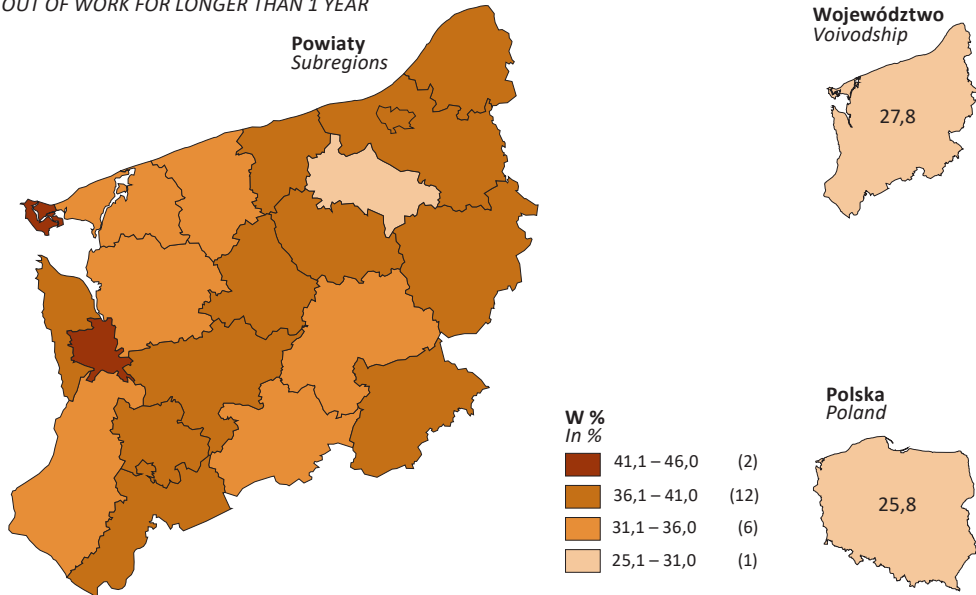 OUT OF WORK FOR LONGER THAN 1 YEAR
Powiaty
Subregions
Województwo
Voivodship
27,8
W %
In %
41,1 – 46,0 (2)
36,1 – 41,0 (12)
31,1 – 36,0 (6)
25,1 – 31,0 (1)
Polska
Poland
25,8